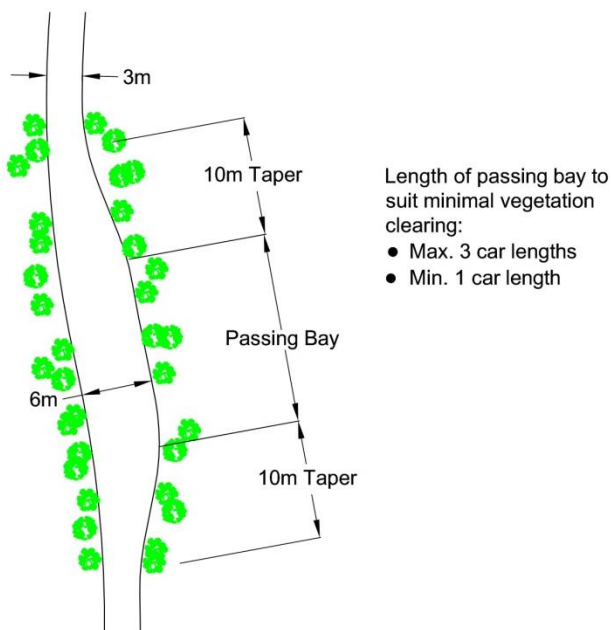 3m
10m Taper
Length of passing bay to
suit minimal vegetation
clearing:
● Max. 3 car lengths
● Min. 1 car length
Passing Bay
6m
10m Taper